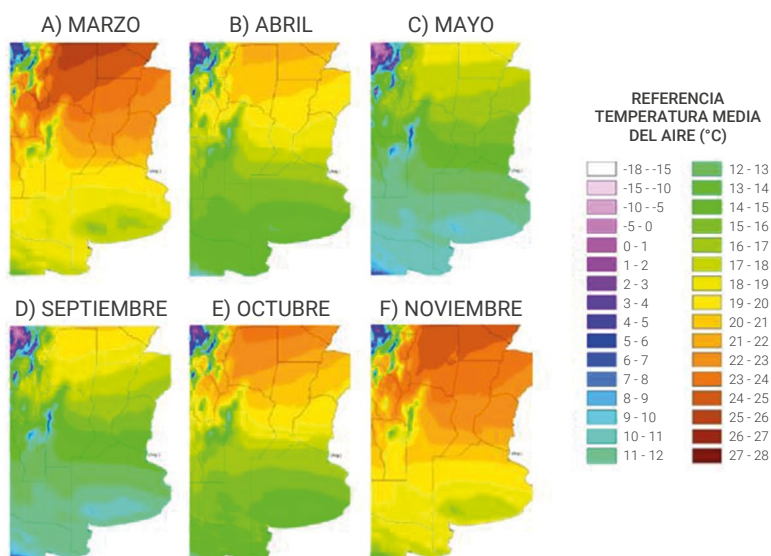 A) MARZO
B) ABRIL
C) MAYO
D) SEPTIEMBRE
E) OCTUBRE
F) NOVIEMBRE
REFERENCIA
TEMPERATURA MEDIA
DEL AIRE (°C)
-18 - -15
-15 - -10
-10 - -5
-5 - 0
0 - 1
1 - 2
2 - 3
3 - 4
4 - 5
5 - 6
6 - 7
7 - 8
8 - 9
9 - 10
10 - 11
11 - 12
12 - 13
13 - 14
14 - 15
15 - 16
16 - 17
17 - 18
18 - 19
19 - 20
20 - 21
21 - 22
22 - 23
23 - 24
24 - 25
25 - 26
26 - 27
27 - 28